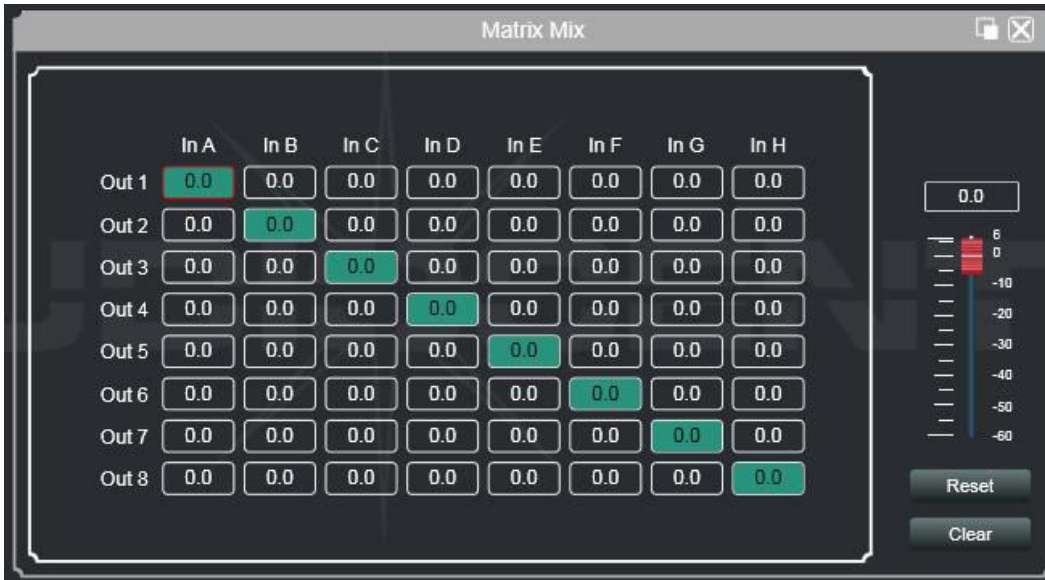 Matrix Mix
In A In B In C In D In E In F In G In H
Out 1 0.0 0.0 0.0 0.0 0.0 0.0 0.0 0.0
Out 2 0.0 0.0 0.0 0.0 0.0 0.0 0.0 0.0
Out 3 0.0 0.0 0.0 0.0 0.0 0.0 0.0 0.0
Out 4 0.0 0.0 0.0 0.0 0.0 0.0 0.0 0.0
Out 5 0.0 0.0 0.0 0.0 0.0 0.0 0.0 0.0
Out 6 0.0 0.0 0.0 0.0 0.0 0.0 0.0 0.0
Out 7 0.0 0.0 0.0 0.0 0.0 0.0 0.0 0.0
Out 8 0.0 0.0 0.0 0.0 0.0 0.0 0.0 0.0
0.0
6
0
-10
-20
-30
-40
-50
-60
Reset
Clear